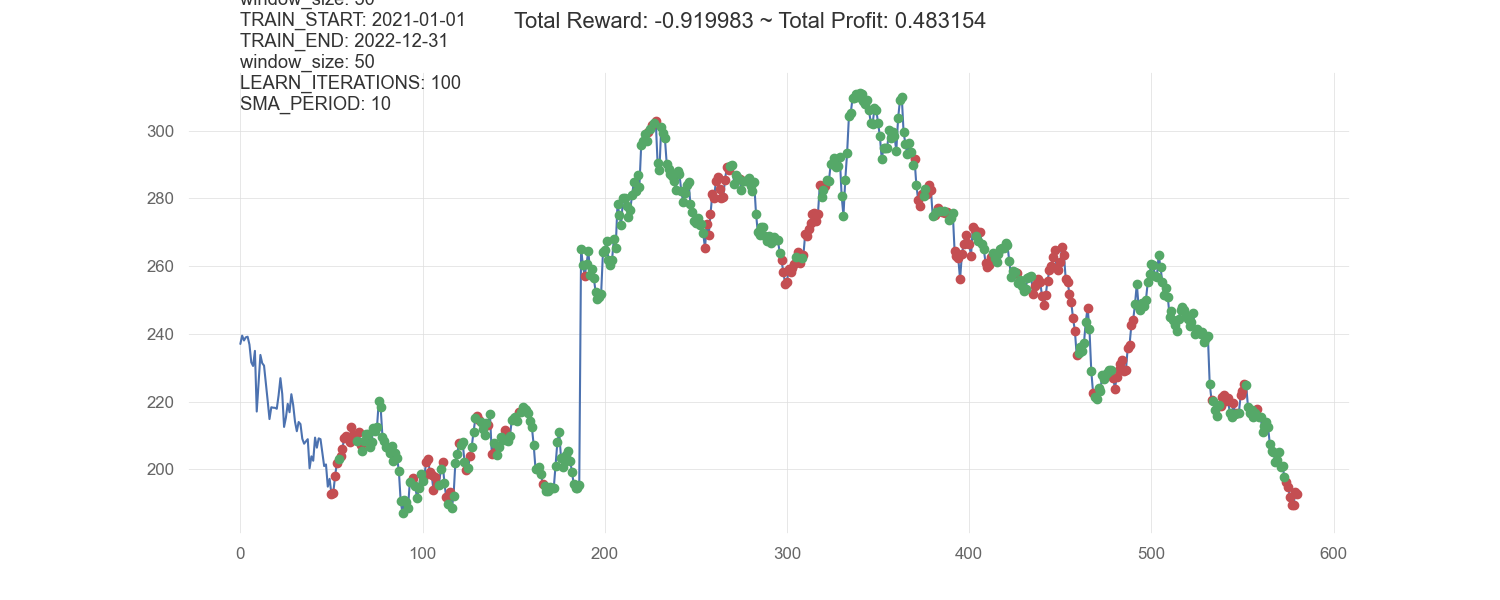 window_size: 50
TRAIN_START: 2021-01-01
TRAIN_END: 2022-12-31
window_size: 50
LEARN_ITERATIONS: 100
SMA_PERIOD: 10
Total Reward: -0.919983 ~ Total Profit: 0.483154
300
280
260
240
220
200
0 100 200 300 400 500 600